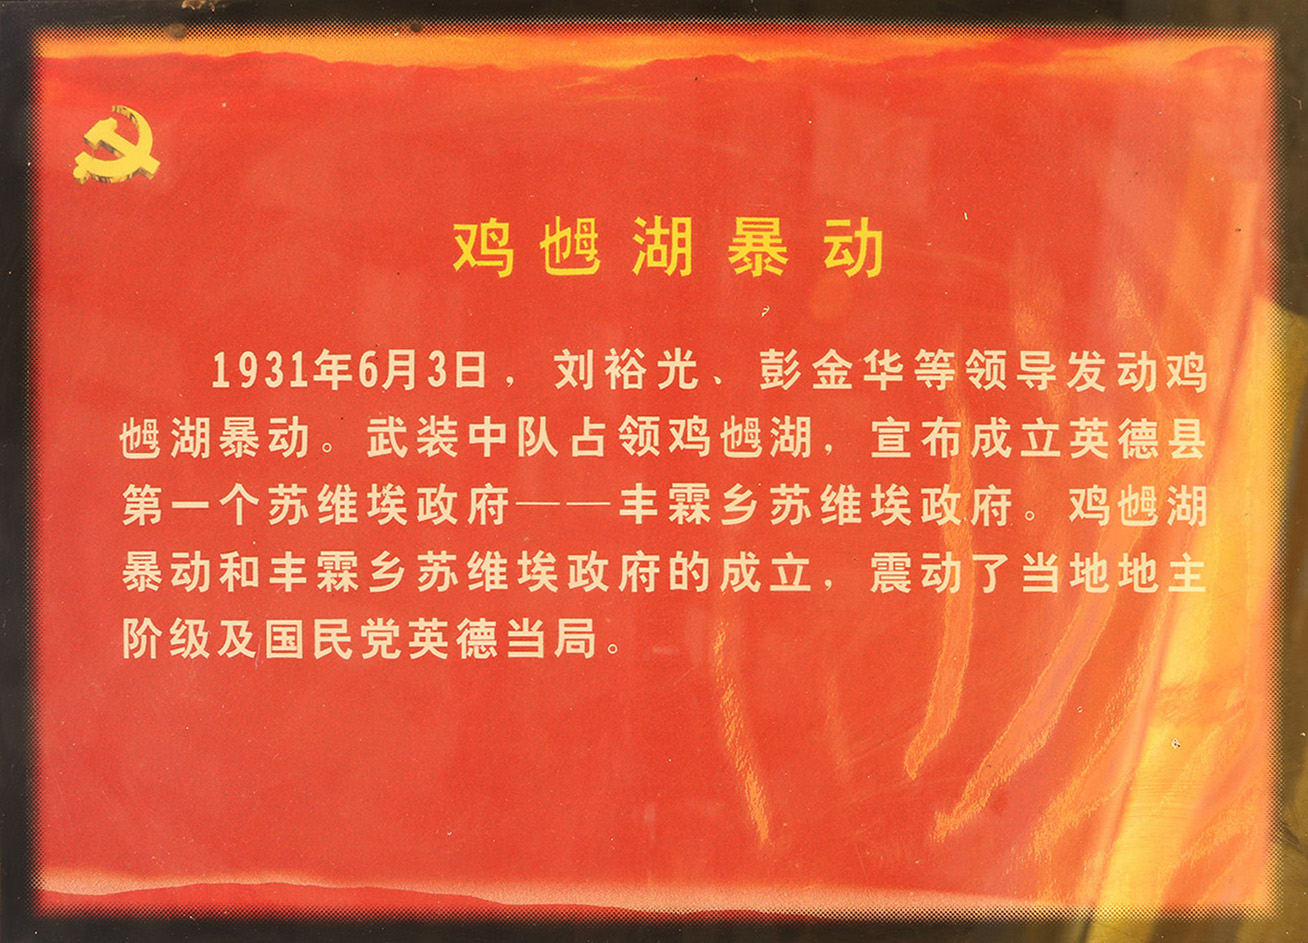 鸡乸湖暴动
1931年6月3日，刘裕光、彭金华等领导发动鸡
乸湖暴动。武装中队占领鸡乸湖，宣布成立英德县
第一个苏维埃政府——丰霖乡苏维埃政府。鸡乸湖
暴动和丰霖乡苏维埃政府的成立，震动了当地地主
阶级及国民党英德当局。